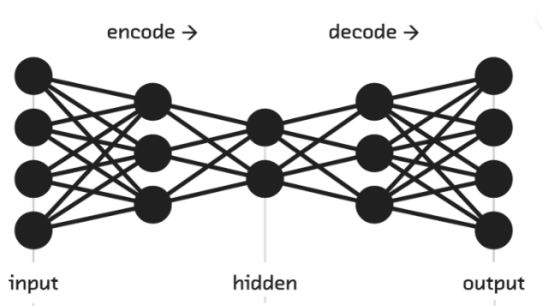 encode → decode →
input hidden output